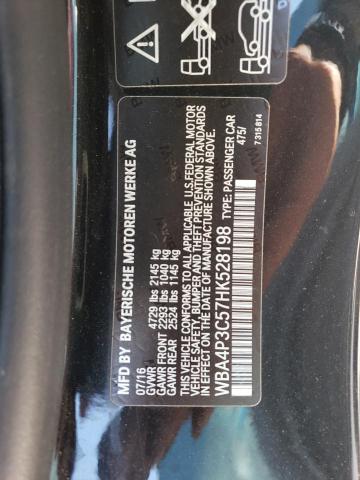 MFD BY BAYERISCHE MOTOREN WERKE AG
07/16
GVWR 4729 lbs 2145 kg
GAWR FRONT 2293 lbs 1040 kg
GAWR REAR 2524 lbs 1145 kg
THIS VEHICLE CONFORMS TO ALL APPLICABLE U.S. FEDERAL MOTOR
VEHICLE SAFETY, BUMPER AND THEFT PREVENTION STANDARDS
IN EFFECT ON THE DATE OF MANUFACTURE SHOWN ABOVE.
WBA4P3C57HK528198 TYPE: PASSENGER CAR
475/
7 315 814